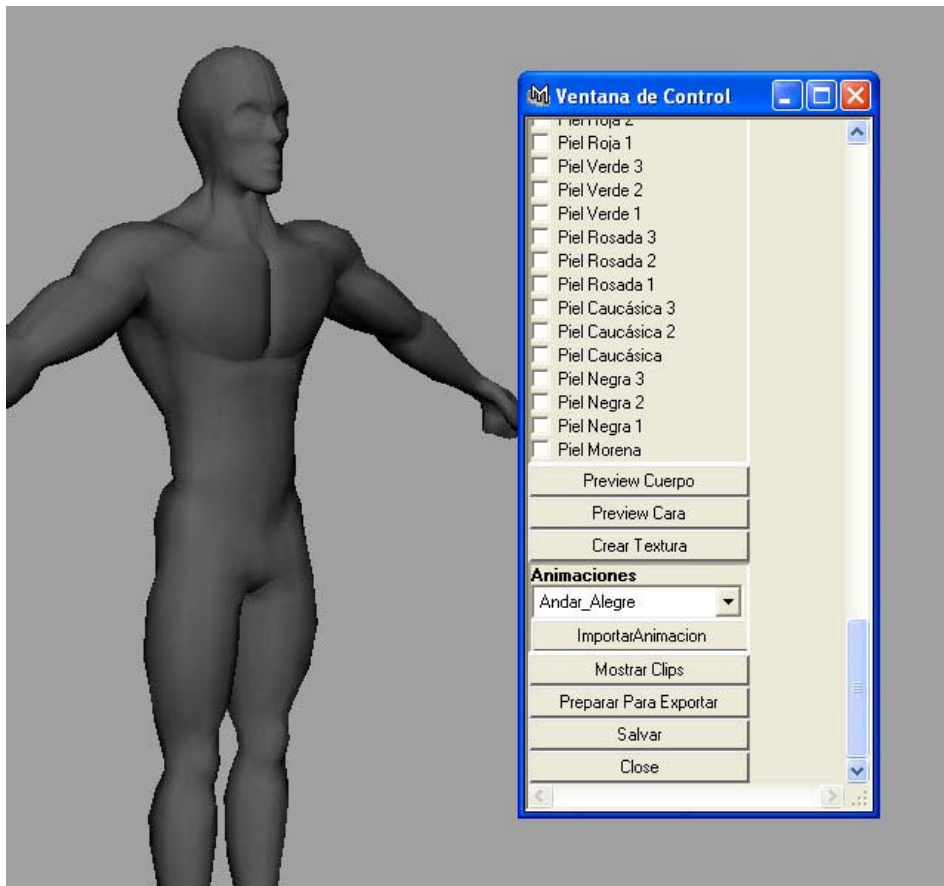 Ventana de Control
Piel Roja 2
Piel Roja 1
Piel Verde 3
Piel Verde 2
Piel Verde 1
Piel Rosada 3
Piel Rosada 2
Piel Rosada 1
Piel Caucásica 3
Piel Caucásica 2
Piel Caucásica
Piel Negra 3
Piel Negra 2
Piel Negra 1
Piel Morena
Preview Cuerpo
Preview Cara
Crear Textura
Animaciones
Andar_Alegre
ImportarAnimacion
Mostrar Clips
Preparar Para Exportar
Salvar
Close